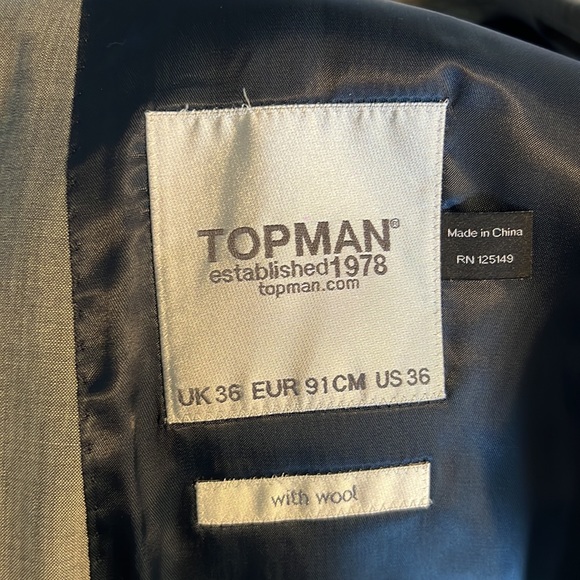 TOPMAN®
established1978
topman.com
UK 36 EUR 91CM US 36
Made in China
RN 125149
with wool